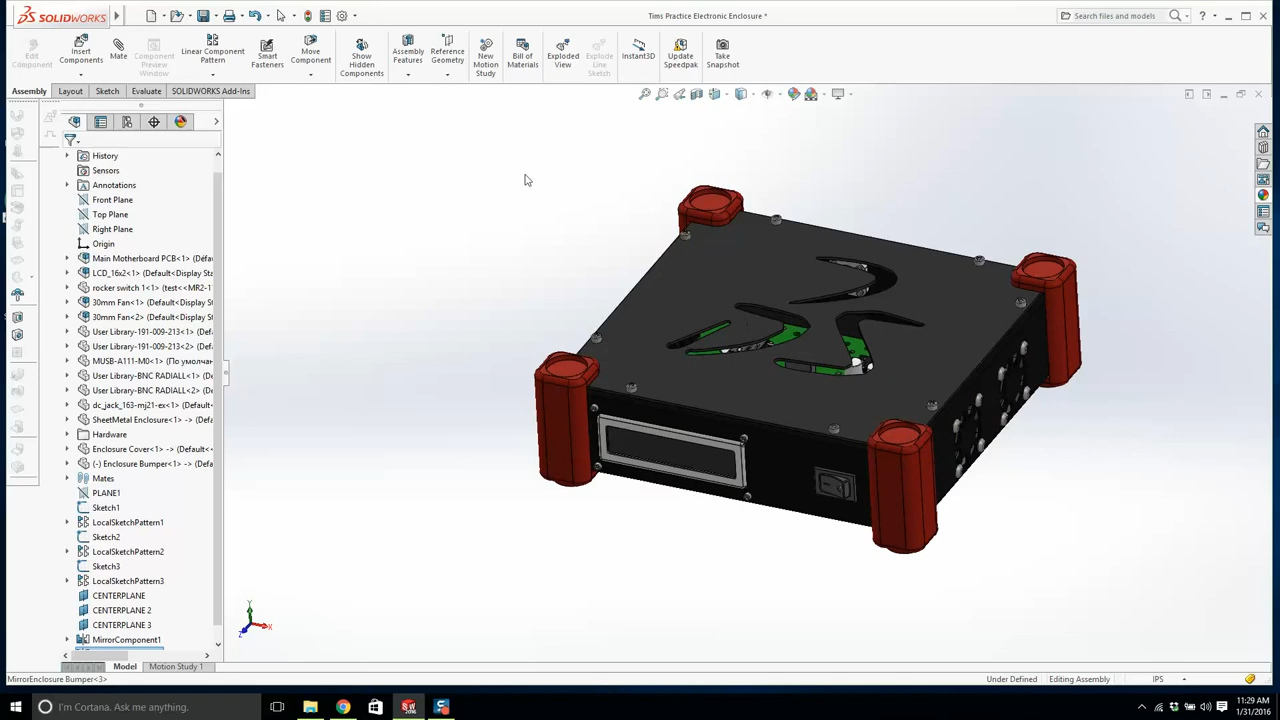 SOLIDWORKS
Tims Practice Electronic Enclosure *
Search files and models
Edit Component
Insert Components
Mate
Component Preview Window
Linear Component Pattern
Smart Fasteners
Move Component
Show Hidden Components
Assembly Features
Reference Geometry
New Motion Study
Bill of Materials
Exploded View
Explode Line Sketch
Instant3D
Update Speedpak
Take Snapshot
Assembly
Layout
Sketch
Evaluate
SOLIDWORKS Add-Ins
History
Sensors
Annotations
Front Plane
Top Plane
Right Plane
Origin
Main Motherboard PCB<1> (Default<Display
LCD_16x2<1> (Default<Display Sta
rocker switch 1<1> (test<<MR2-1
30mm Fan<1> (Default<Display St
30mm Fan<2> (Default<Display St
User Library-191-009-213<1> (Defa
User Library-191-009-213<2> (Defa
MUSB-A111-M0<1> (По умолчан
User Library-BNC RADIALL<1> (De
User Library-BNC RADIALL<2> (De
dc_jack_163-mj21-ex<1> (Default<
SheetMetal Enclosure<1> -> (Defa
Hardware
Enclosure Cover<1> -> (Default<D
(-) Enclosure Bumper<1> -> (Defa
Mates
PLANE1
Sketch1
LocalSketchPattern1
Sketch2
LocalSketchPattern2
Sketch3
LocalSketchPattern3
CENTERPLANE
CENTERPLANE 2
CENTERPLANE 3
MirrorComponent1
Y
X
Z
Model
Motion Study 1
MirrorEnclosure Bumper<3>
Under Defined
Editing Assembly
IPS
I'm Cortana. Ask me anything.
11:29 AM
1/31/2016